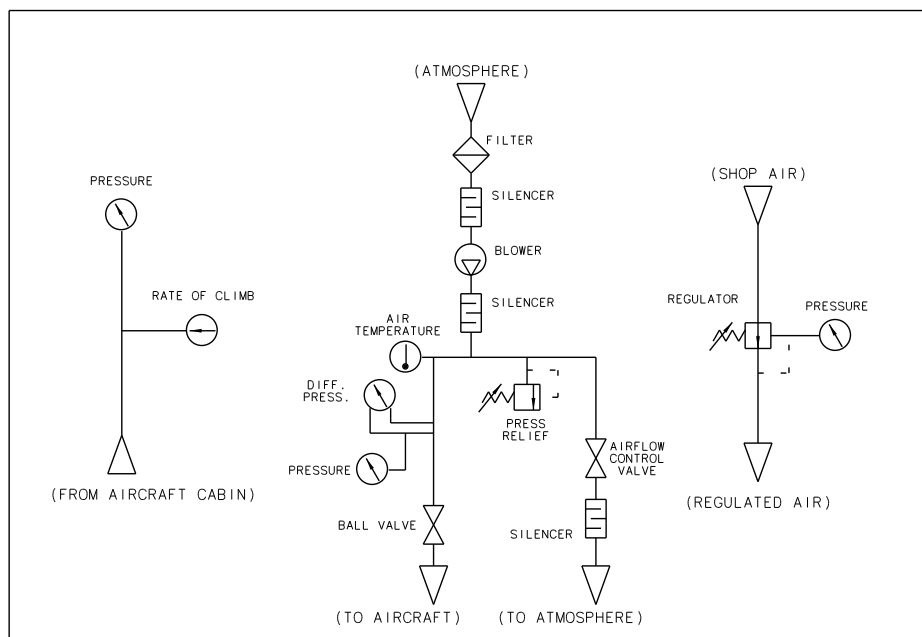 (ATMOSPHERE)
FILTER
SILENCER
BLOWER
SILENCER
AIR
TEMPERATURE
DIFF.
PRESS.
PRESSURE
PRESS
RELIEF
BALL VALVE
AIRFLOW
CONTROL
VALVE
SILENCER
(TO AIRCRAFT)
(TO ATMOSPHERE)
PRESSURE
RATE OF CLIMB
(FROM AIRCRAFT CABIN)
(SHOP AIR)
REGULATOR
PRESSURE
(REGULATED AIR)